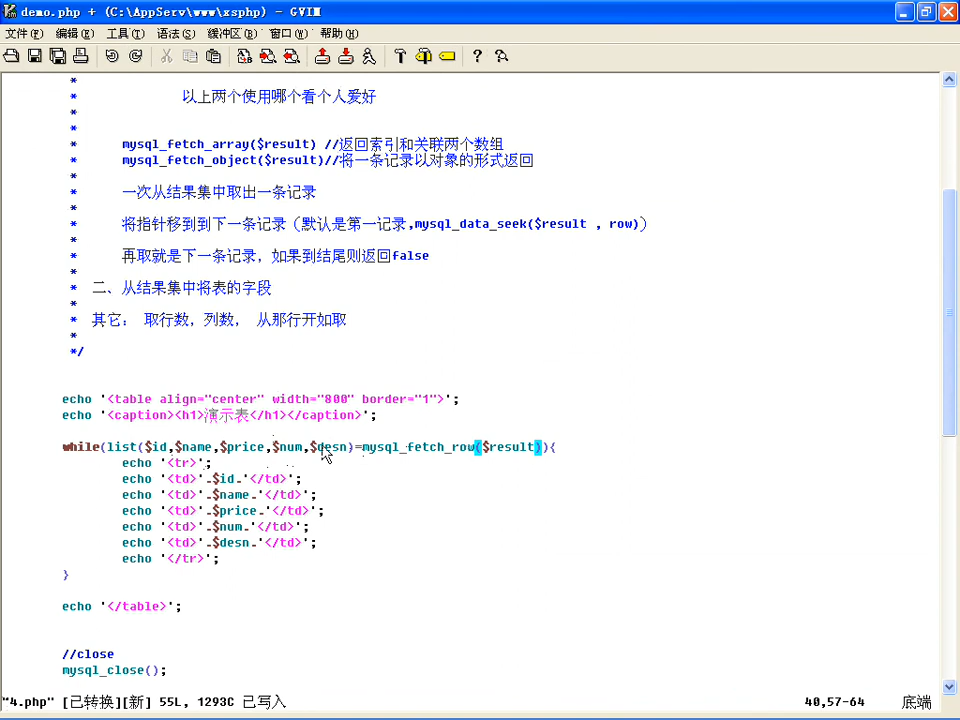 demo.php + (C:\AppServ\www\xsphp) - GVIM
文件(F) 编辑(E) 工具(T) 语法(S) 缓冲区(B) 窗口(W) 帮助(H)
*
* 以上两个使用哪个看个人爱好
*
*
* mysql_fetch_array($result) //返回索引和关联两个数组
* mysql_fetch_object($result)//将一条记录以对象的形式返回
*
* 一次从结果集中取出一条记录
*
* 将指针移到到下一条记录（默认是第一记录,mysql_data_seek($result , row)）
*
* 再取就是下一条记录，如果到结尾则返回false
*
* 二、从结果集中将表的字段
*
* 其它： 取行数，列数， 从那行开如取
*
*/
echo '<table align="center" width="800" border="1">';
echo '<caption><h1>演示表</h1></caption>';
while(list($id,$name,$price,$num,$desn)=mysql_fetch_row($result)){
echo '<tr>';
echo '<td>'.$id.'</td>';
echo '<td>'.$name.'</td>';
echo '<td>'.$price.'</td>';
echo '<td>'.$num.'</td>';
echo '<td>'.$desn.'</td>';
echo '</tr>';
}
echo '</table>';
//close
mysql_close();
"4.php" [已转换][新] 55L, 1293C 已写入 40,57-64 底端